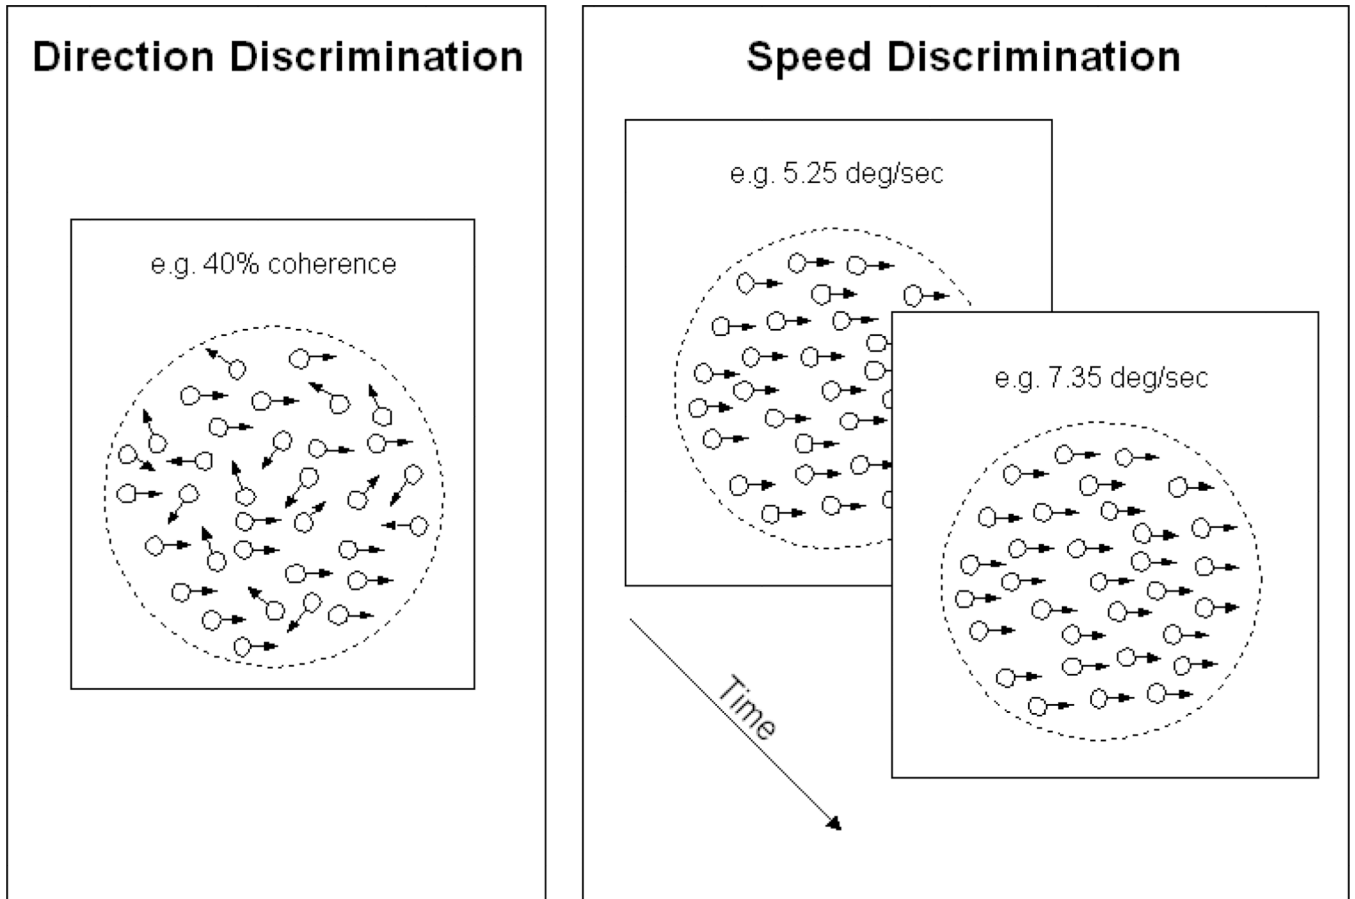 Direction Discrimination
e.g. 40% coherence
Speed Discrimination
e.g. 5.25 deg/sec
e.g. 7.35 deg/sec
Time